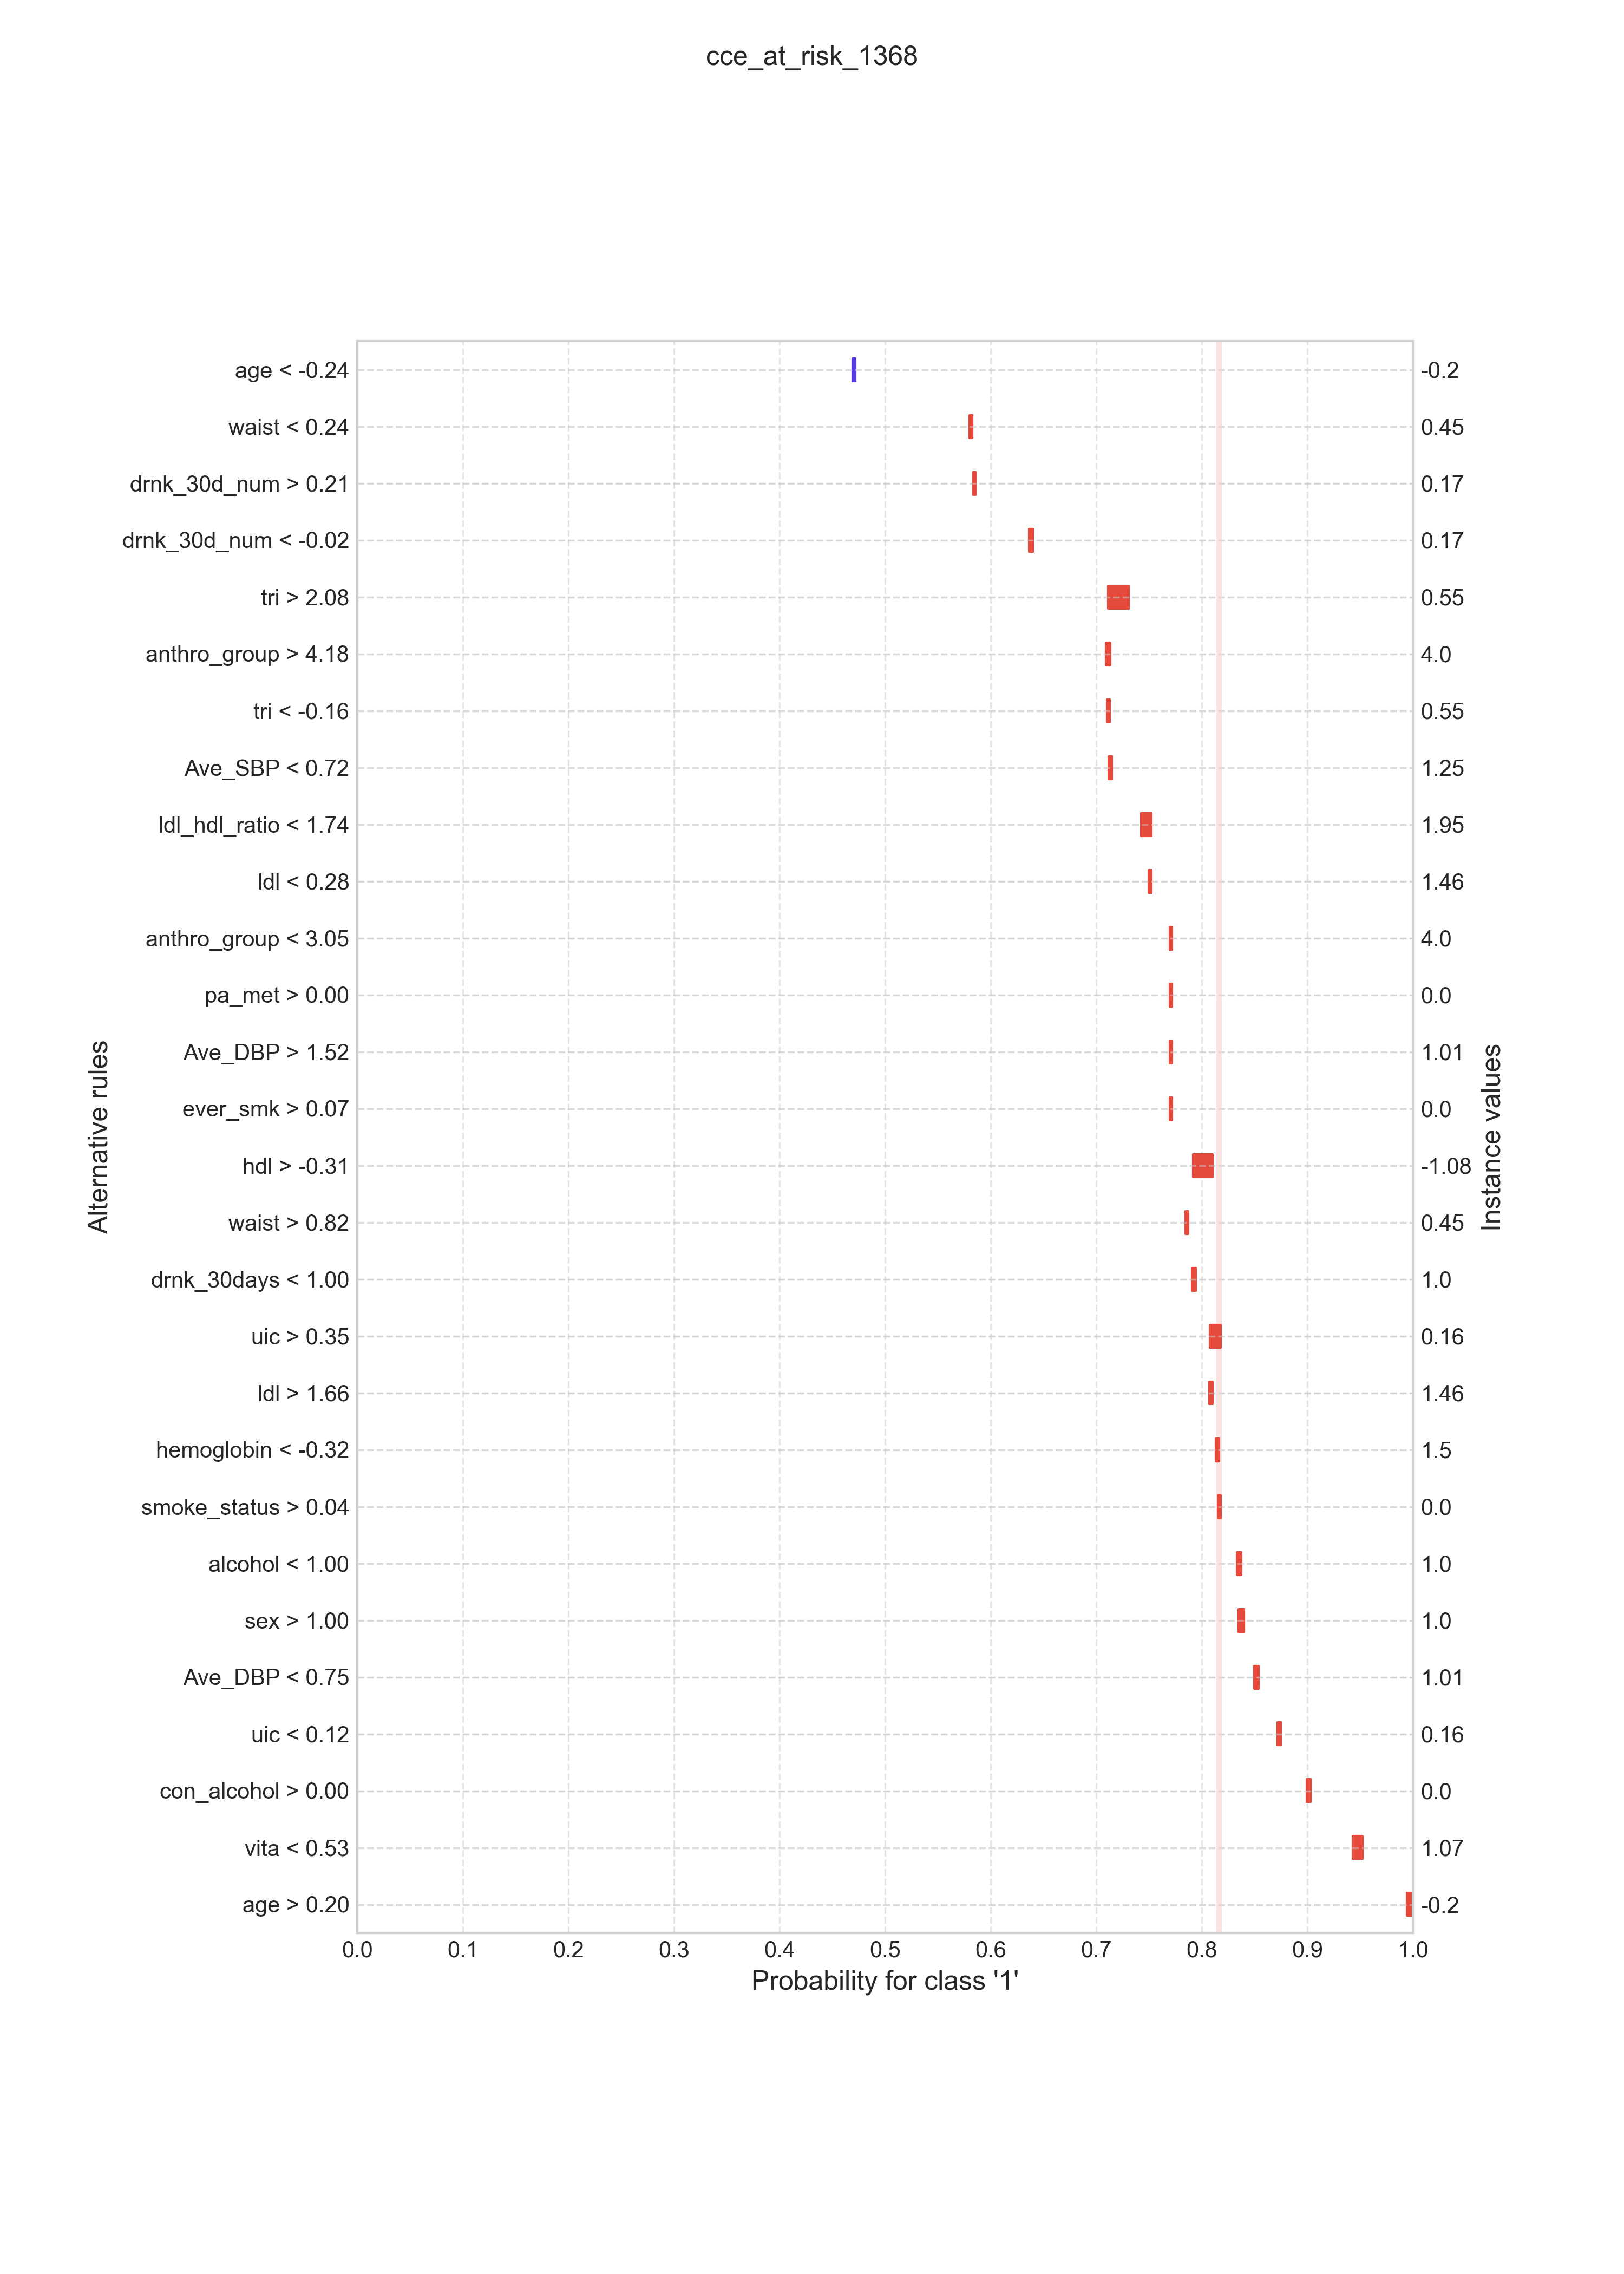 cce_at_risk_1368
age < -0.24 -0.2
waist < 0.24 0.45
drnk_30d_num > 0.21 0.17
drnk_30d_num < -0.02 0.17
tri > 2.08 0.55
anthro_group > 4.18 4.0
tri < -0.16 0.55
Ave_SBP < 0.72 1.25
ldl_hdl_ratio < 1.74 1.95
ldl < 0.28 1.46
anthro_group < 3.05 4.0
pa_met > 0.00 0.0
Ave_DBP > 1.52 1.01
ever_smk > 0.07 0.0
hdl > -0.31 -1.08
waist > 0.82 0.45
drnk_30days < 1.00 1.0
uic > 0.35 0.16
ldl > 1.66 1.46
hemoglobin < -0.32 1.5
smoke_status > 0.04 0.0
alcohol < 1.00 1.0
sex > 1.00 1.0
Ave_DBP < 0.75 1.01
uic < 0.12 0.16
con_alcohol > 0.00 0.0
vita < 0.53 1.07
age > 0.20 -0.2
Alternative rules
Instance values
0.0 0.1 0.2 0.3 0.4 0.5 0.6 0.7 0.8 0.9 1.0
Probability for class '1'